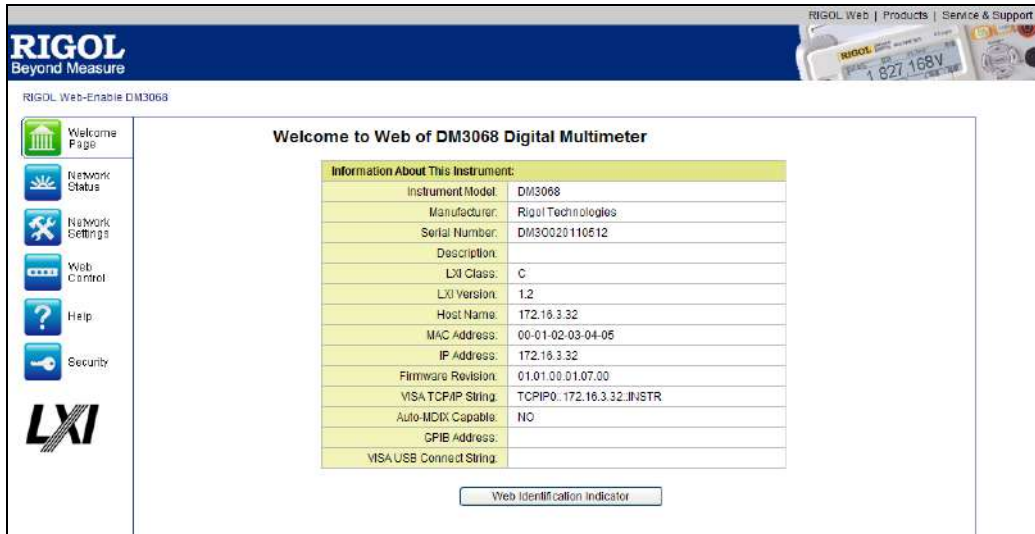 RIGOL Web | Products | Service & Support
RIGOL
Beyond Measure
RIGOL
1.827,168V
RIGOL Web-Enable DM3068
Welcome Page
Network Status
Network Settings
Web Control
Help
Security
LXI
Welcome to Web of DM3068 Digital Multimeter
Information About This Instrument:
Instrument Model: DM3068
Manufacturer: Rigol Technologies
Serial Number: DM3O020110512
Description:
LXI Class: C
LXI Version: 1.2
Host Name: 172.16.3.32
MAC Address: 00-01-02-03-04-05
IP Address: 172.16.3.32
Firmware Revision: 01.01.00.01.07.00
VISA TCP/IP String: TCPIP0::172.16.3.32::INSTR
Auto-MDIX Capable: NO
GPIB Address:
VISA USB Connect String:
Web Identification Indicator